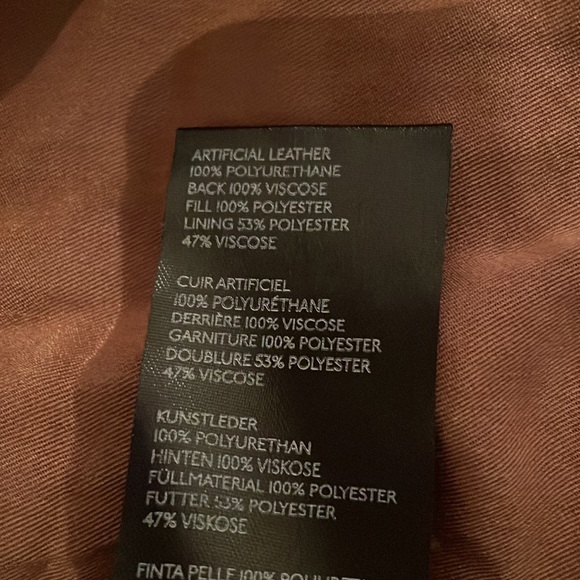 ARTIFICIAL LEATHER
100% POLYURETHANE
BACK 100% VISCOSE
FILL 100% POLYESTER
LINING 53% POLYESTER
47% VISCOSE
CUIR ARTIFICIEL
100% POLYURÉTHANE
DERRIÈRE 100% VISCOSE
GARNITURE 100% POLYESTER
DOUBLURE 53% POLYESTER
47% VISCOSE
KUNSTLEDER
100% POLYURETHAN
HINTEN 100% VISKOSE
FÜLLMATERIAL 100% POLYESTER
FUTTER 53% POLYESTER
47% VISKOSE
FINTA PELLE 100%